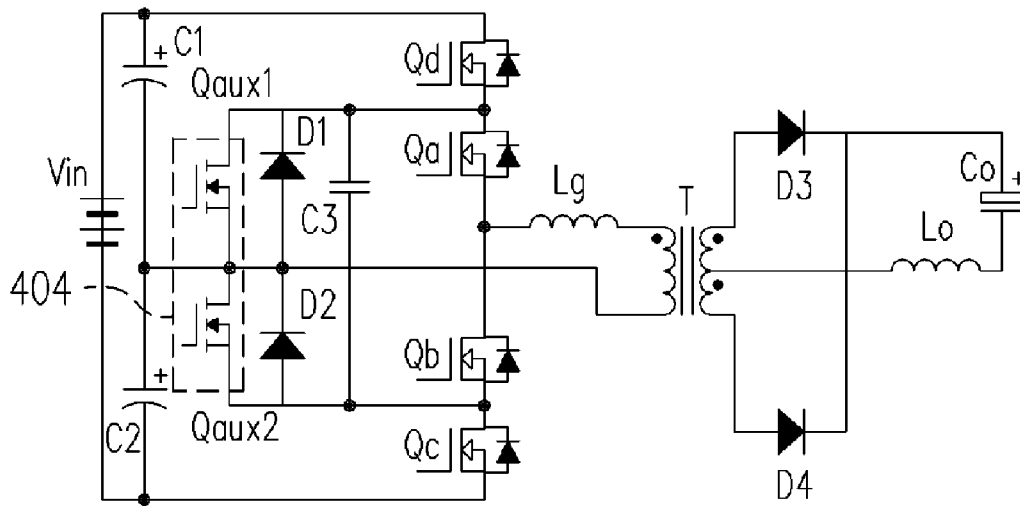 C1
+
Qd
Qaux1
D1
Qa
Vin
C3
Lg
T
D3
Co
+
Lo
404
D2
+
Qb
C2
Qaux2
Qc
D4